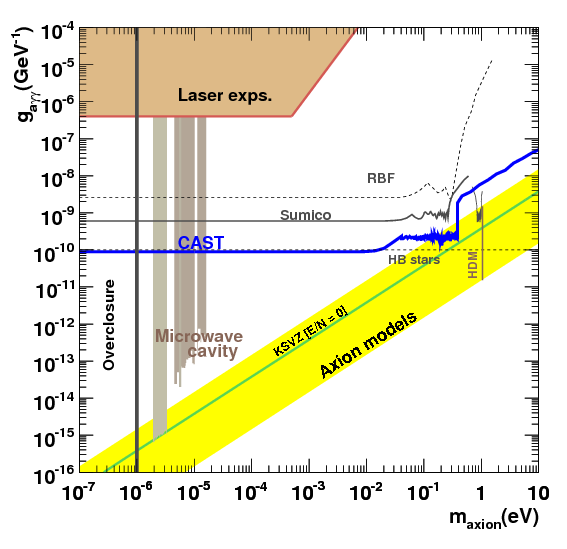 g_aγγ(GeV⁻¹)
10⁻⁴
10⁻⁵
10⁻⁶
10⁻⁷
10⁻⁸
10⁻⁹
10⁻¹⁰
10⁻¹¹
10⁻¹²
10⁻¹³
10⁻¹⁴
10⁻¹⁵
10⁻¹⁶
Laser exps.
RBF
Sumico
CAST
HB stars
HDM
Overclosure
Microwave
cavity
KSVZ [E/N = 0]
Axion models
10⁻⁷ 10⁻⁶ 10⁻⁵ 10⁻⁴ 10⁻³ 10⁻² 10⁻¹ 1 10
m_axion(eV)